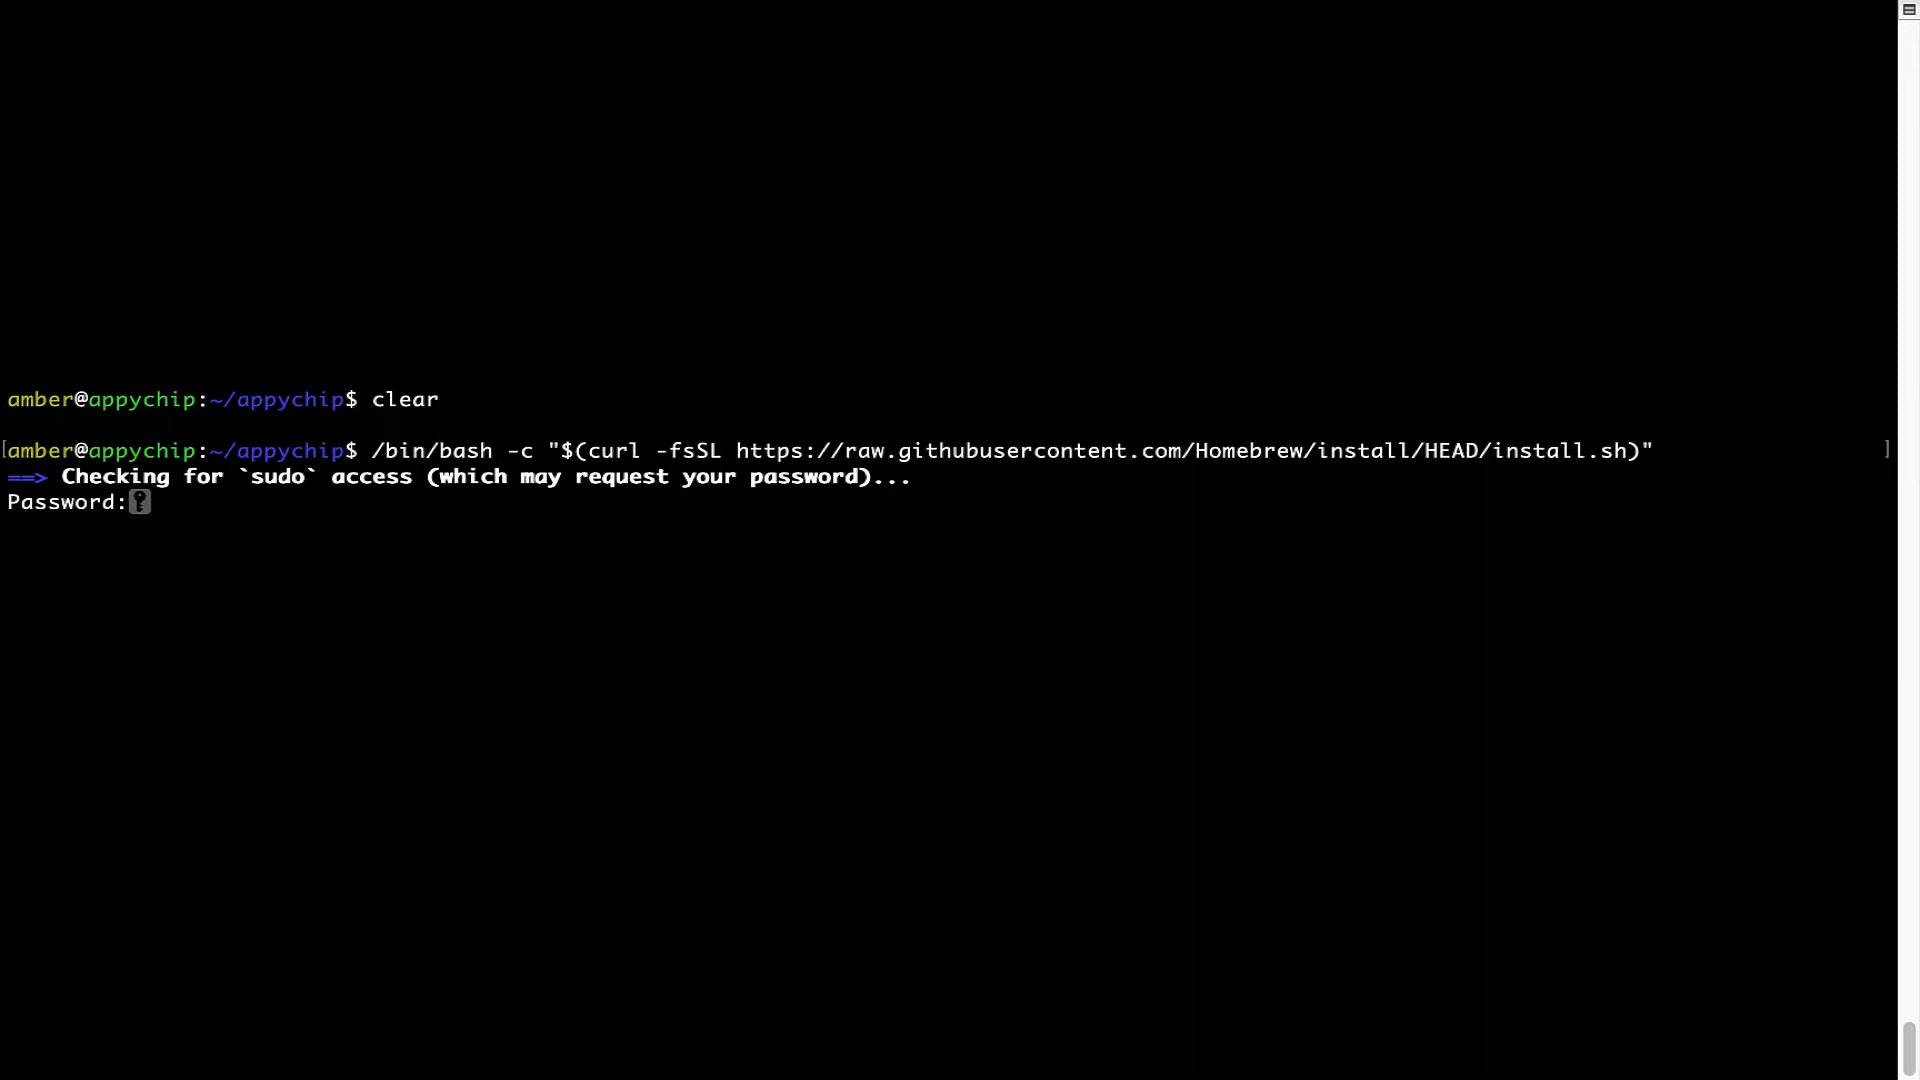 amber@appychip:~/appychip$ clear
[amber@appychip:~/appychip$ /bin/bash -c "$(curl -fsSL https://raw.githubusercontent.com/Homebrew/install/HEAD/install.sh)" ]
==> Checking for `sudo` access (which may request your password)...
Password: